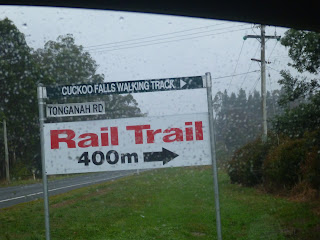 CUCKOO FALLS WALKING TRACK
TONGANAH RD
Rail Trail
400m